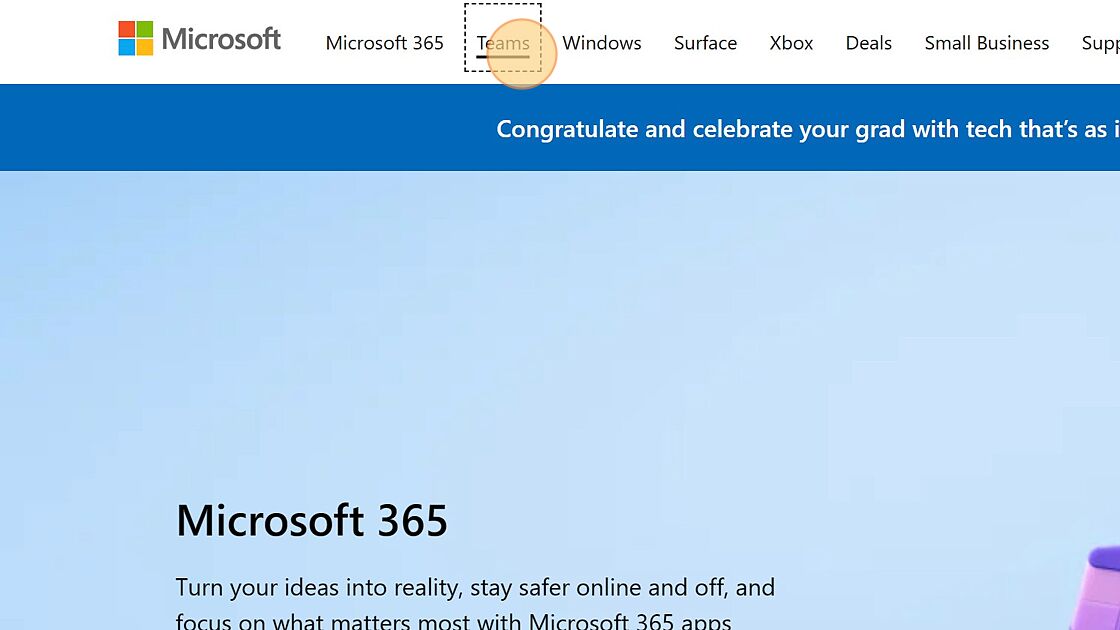 Microsoft Microsoft 365 Teams Windows Surface Xbox Deals Small Business Supp
Congratulate and celebrate your grad with tech that's as i
Microsoft 365
Turn your ideas into reality, stay safer online and off, and
focus on what matters most with Microsoft 365 apps